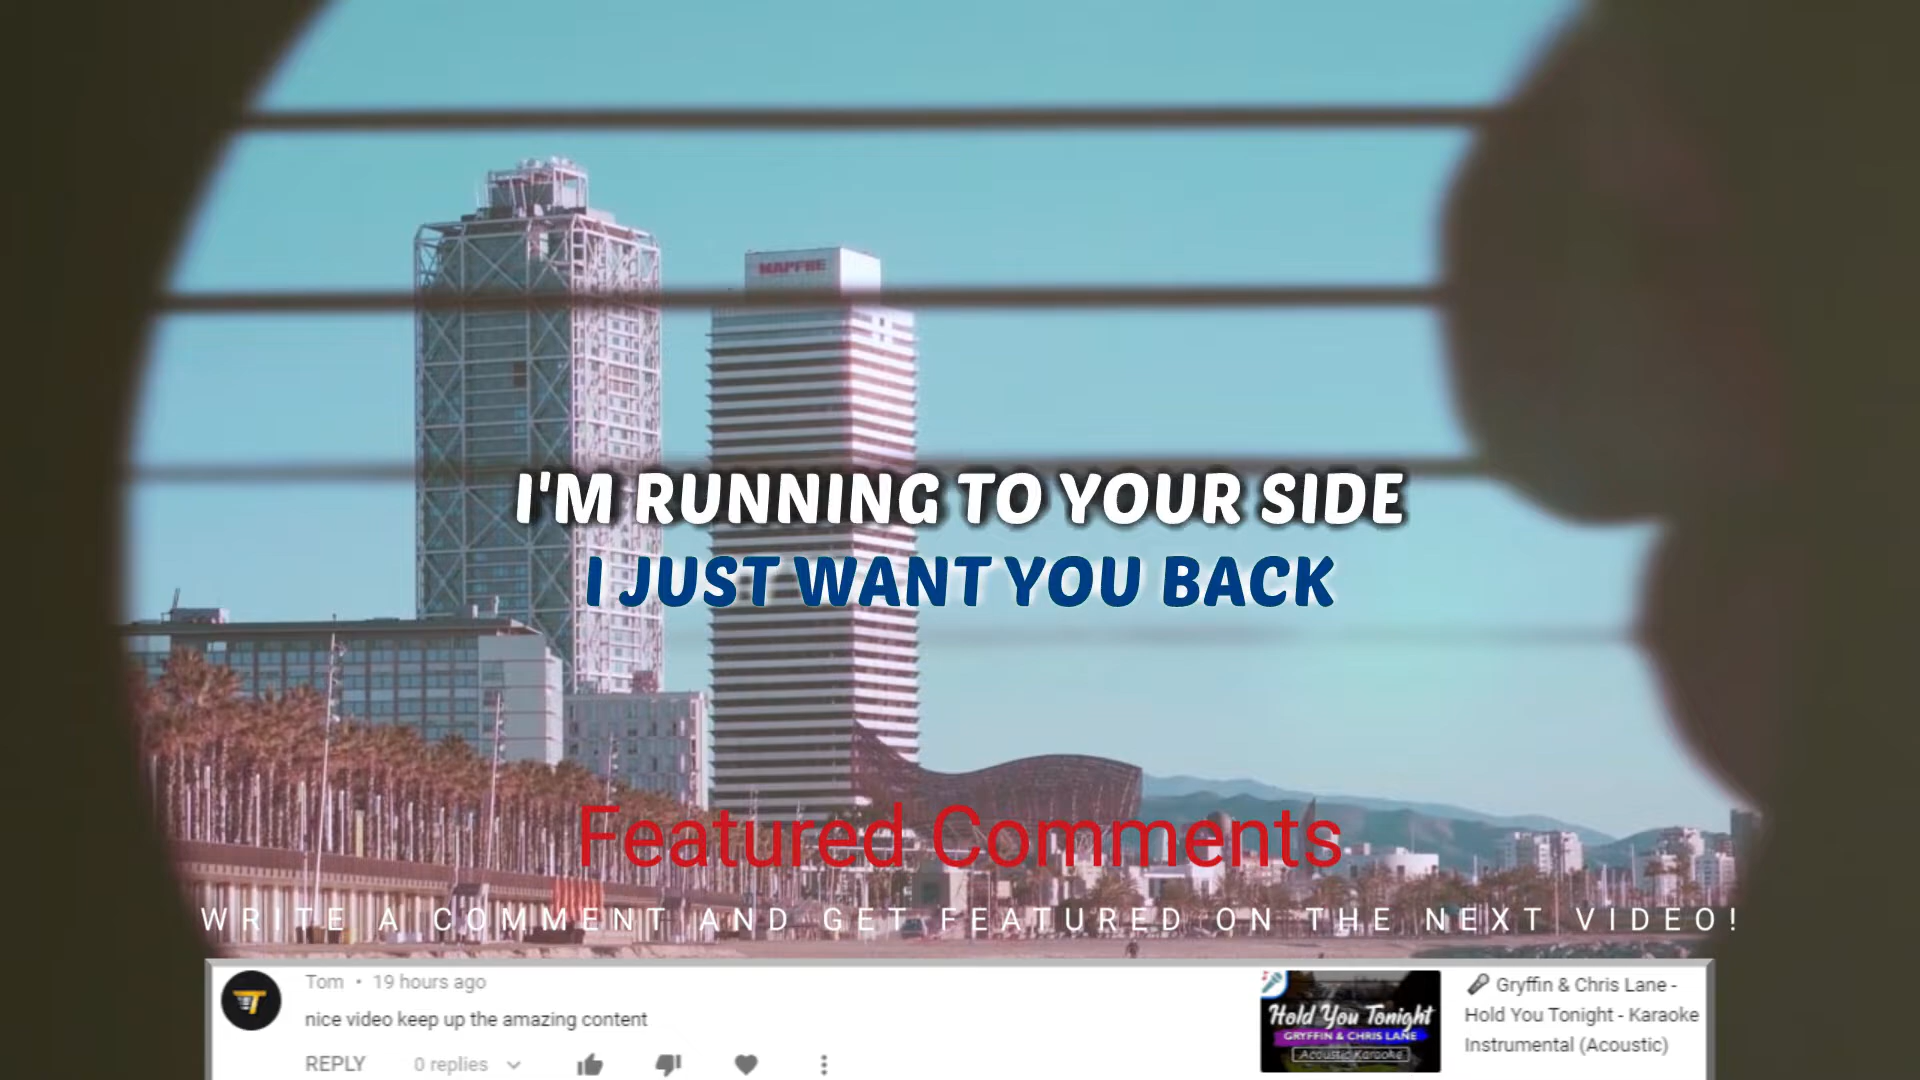 MAPFRE
I'M RUNNING TO YOUR SIDE
I JUST WANT YOU BACK
Featured Comments
WRITE A COMMENT AND GET FEATURED ON THE NEXT VIDEO!
Tom • 19 hours ago
nice video keep up the amazing content
REPLY 0 replies
Hold You Tonight
GRYFFIN & CHRIS LANE
Acoustic Karaoke
🎤 Gryffin & Chris Lane -
Hold You Tonight - Karaoke
Instrumental (Acoustic)